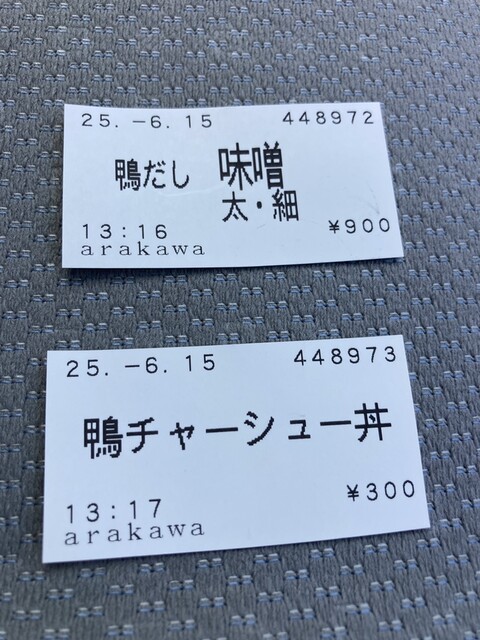 25.-6.15 448972
鴨だし 味噌
太・細
13:16 ¥900
arakawa
25.-6.15 448973
鴨チャーシュー丼
13:17 ¥300
arakawa